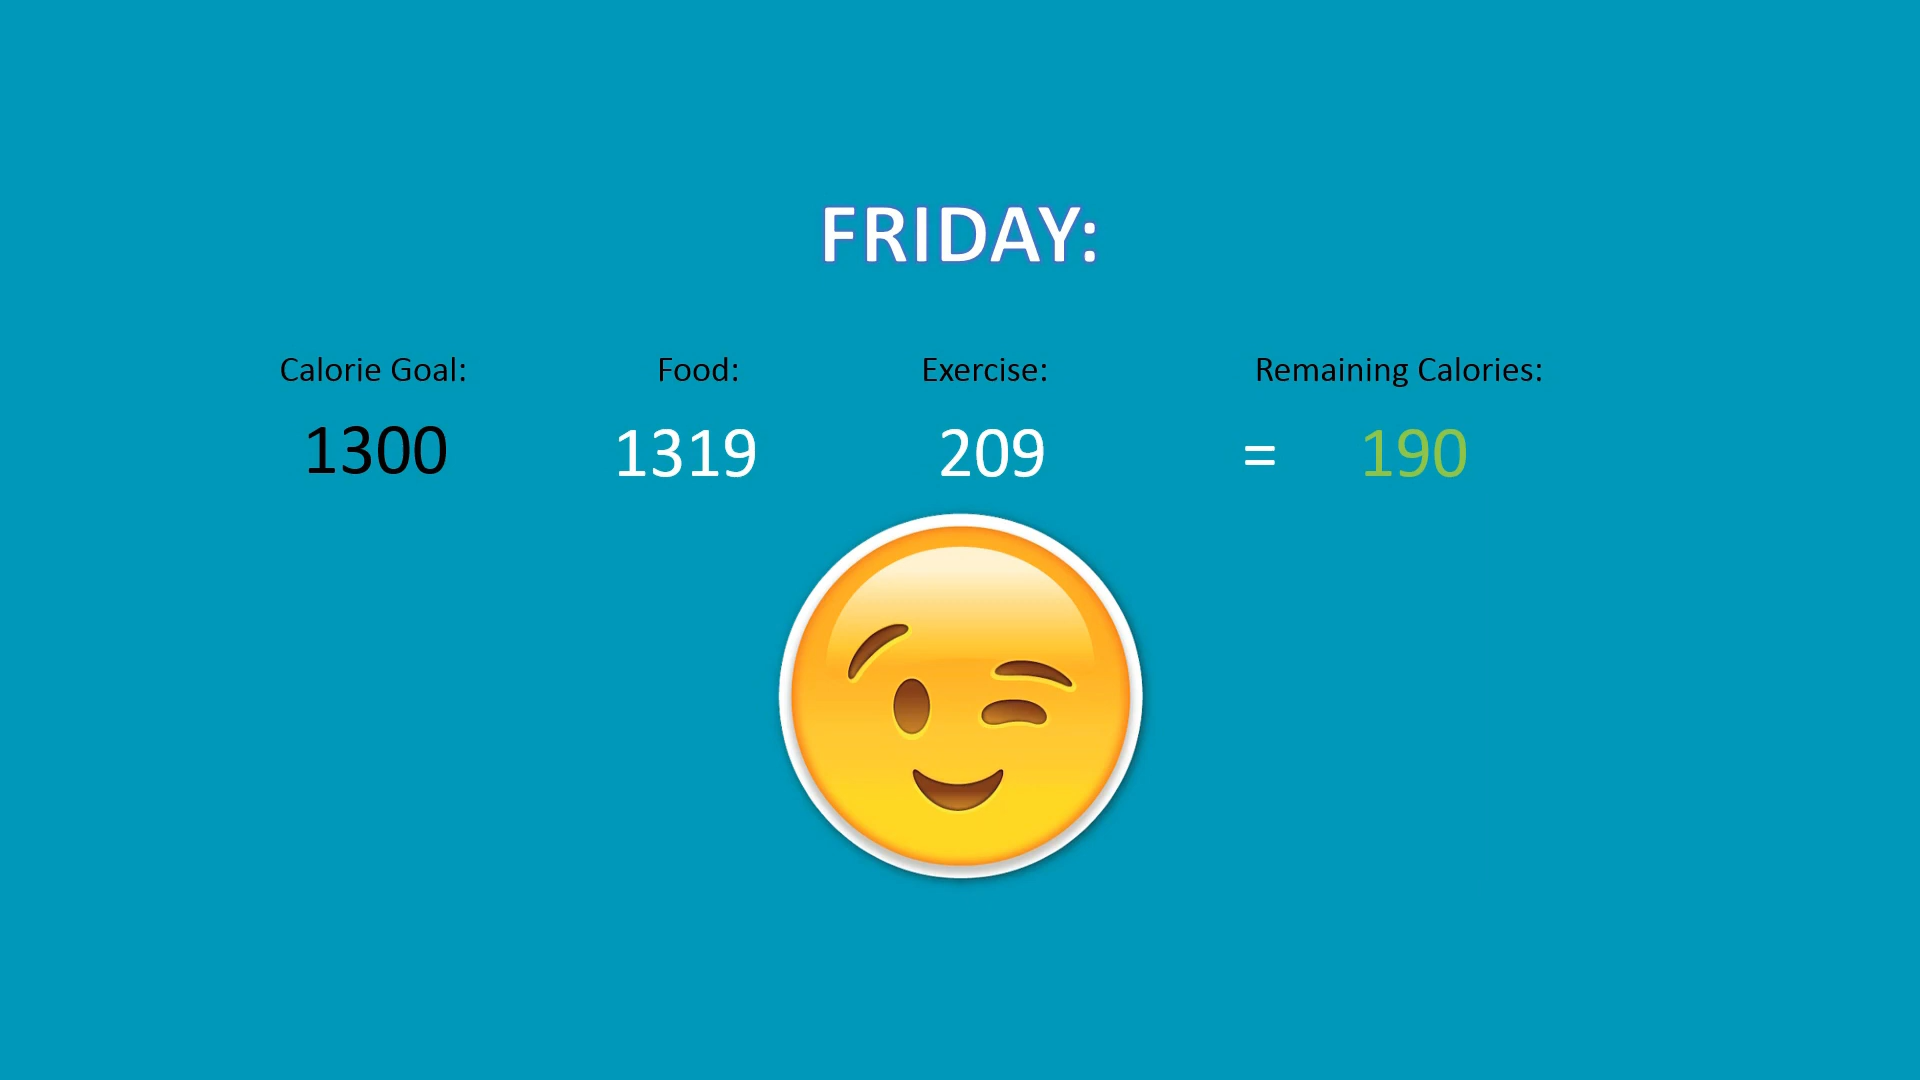 FRIDAY:
Calorie Goal: Food: Exercise: Remaining Calories:
1300 1319 209 = 190